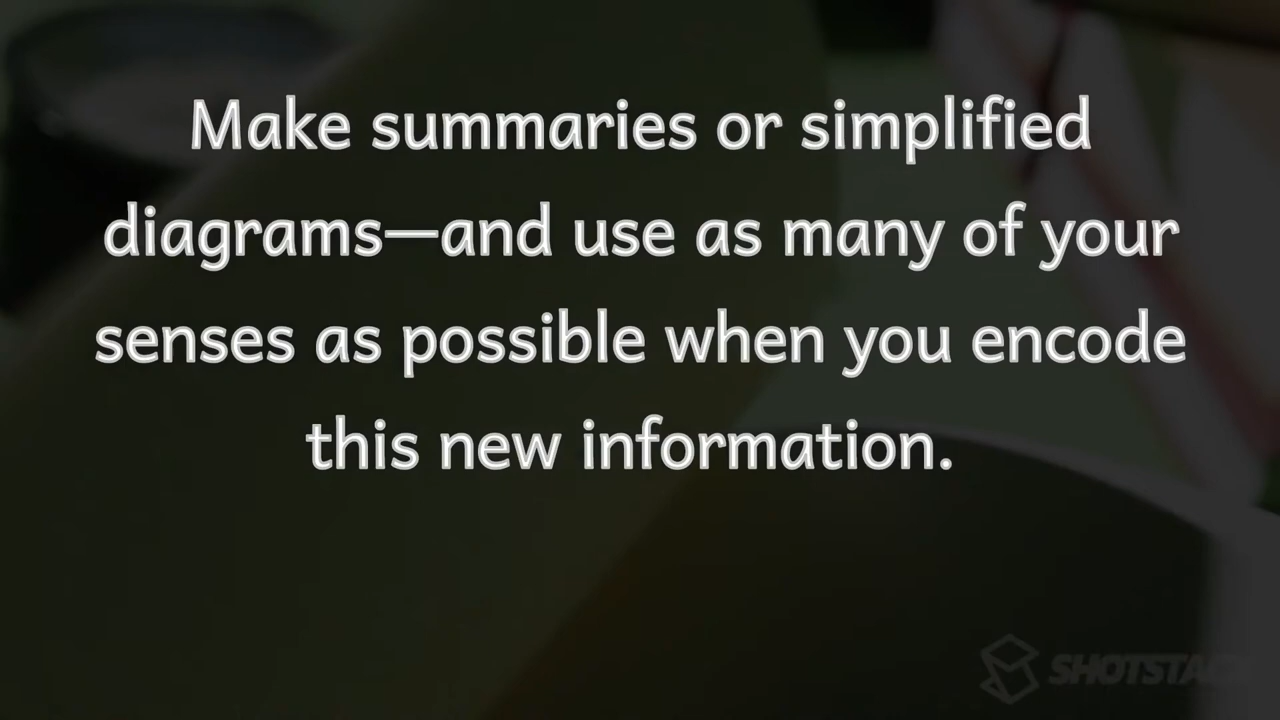 Make summaries or simplified
diagrams—and use as many of your
senses as possible when you encode
this new information.